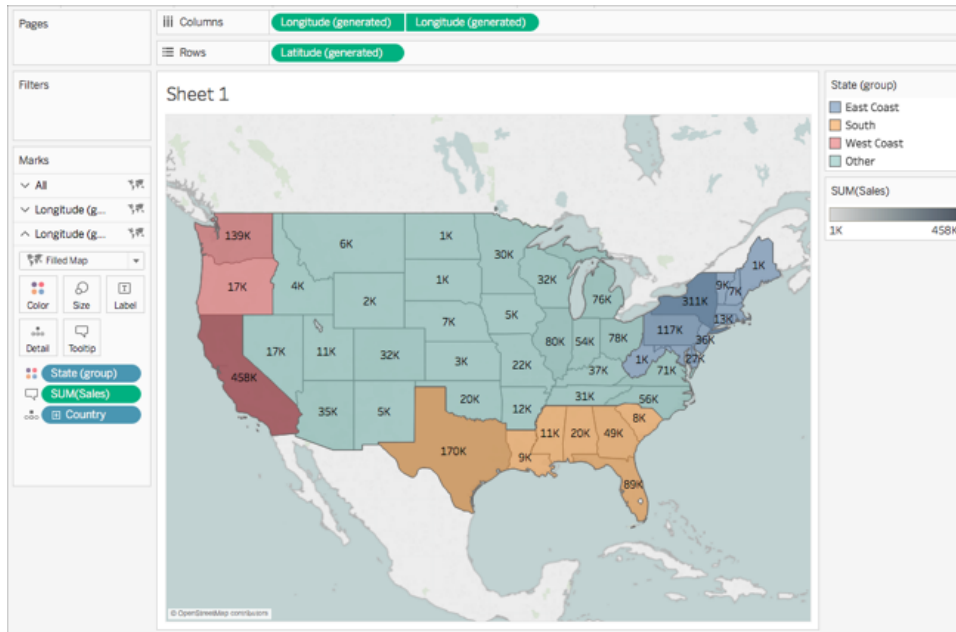 Pages
Columns
Longitude (generated) Longitude (generated)
Rows
Latitude (generated)
Filters
Marks
All
Longitude (g...
Longitude (g...
Filled Map
Color Size Label
Detail Tooltip
State (group)
SUM(Sales)
Country
Sheet 1
139K
6K
1K
30K
1K
17K
4K
2K
1K
32K
76K
311K
9K
7K
13K
7K
5K
117K
36K
17K
11K
32K
3K
80K
54K
78K
1K
27K
458K
22K
37K
71K
35K
5K
20K
12K
31K
56K
170K
9K
11K
20K
49K
8K
89K
© OpenStreetMap contributors
State (group)
East Coast
South
West Coast
Other
SUM(Sales)
1K 458K